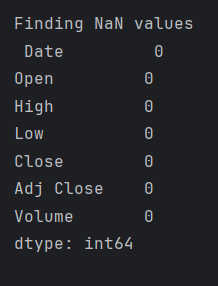 Finding NaN values
 Date          0
Open         0
High         0
Low          0
Close        0
Adj Close    0
Volume       0
dtype: int64